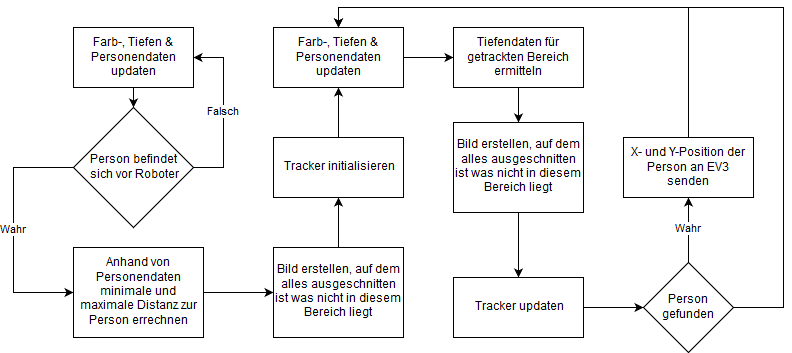 Farb-, Tiefen &
Personendaten
updaten
Falsch
Person befindet
sich vor Roboter
Wahr
Anhand von
Personendaten
minimale und
maximale Distanz zur
Person errechnen
Bild erstellen, auf dem
alles ausgeschnitten
ist was nicht in diesem
Bereich liegt
Tracker initialisieren
Farb-, Tiefen &
Personendaten
updaten
Tiefendaten für
getrackten Bereich
ermitteln
Bild erstellen, auf dem
alles ausgeschnitten
ist was nicht in diesem
Bereich liegt
Tracker updaten
Person
gefunden
Wahr
X- und Y-Position der
Person an EV3
senden